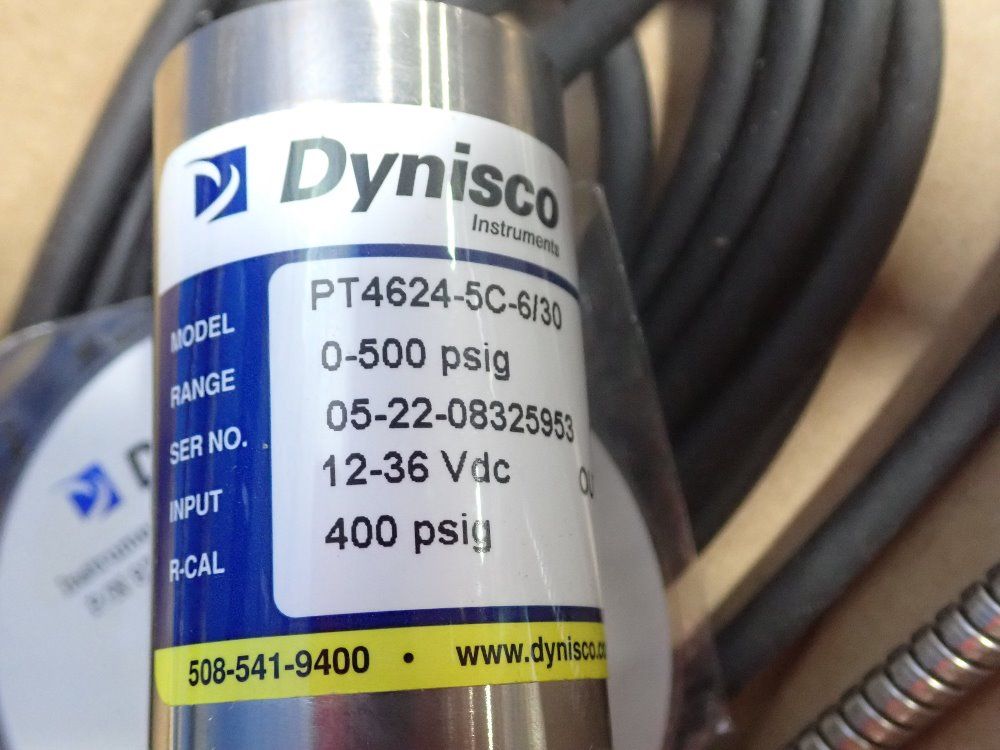 Dynisco
Instruments
MODEL PT4624-5C-6/30
RANGE 0-500 psig
SER NO. 05-22-08325953
INPUT 12-36 Vdc OU
R-CAL 400 psig
508-541-9400 • www.dynisco.co